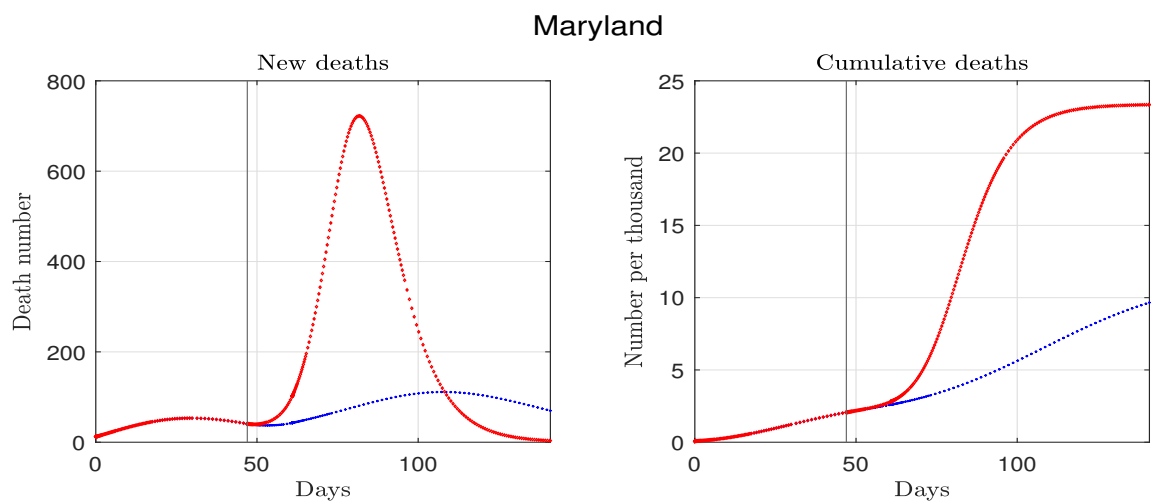 Maryland
New deaths
Death number
800
600
400
200
0
0 50 100
Days
Cumulative deaths
Number per thousand
25
20
15
10
5
0
0 50 100
Days